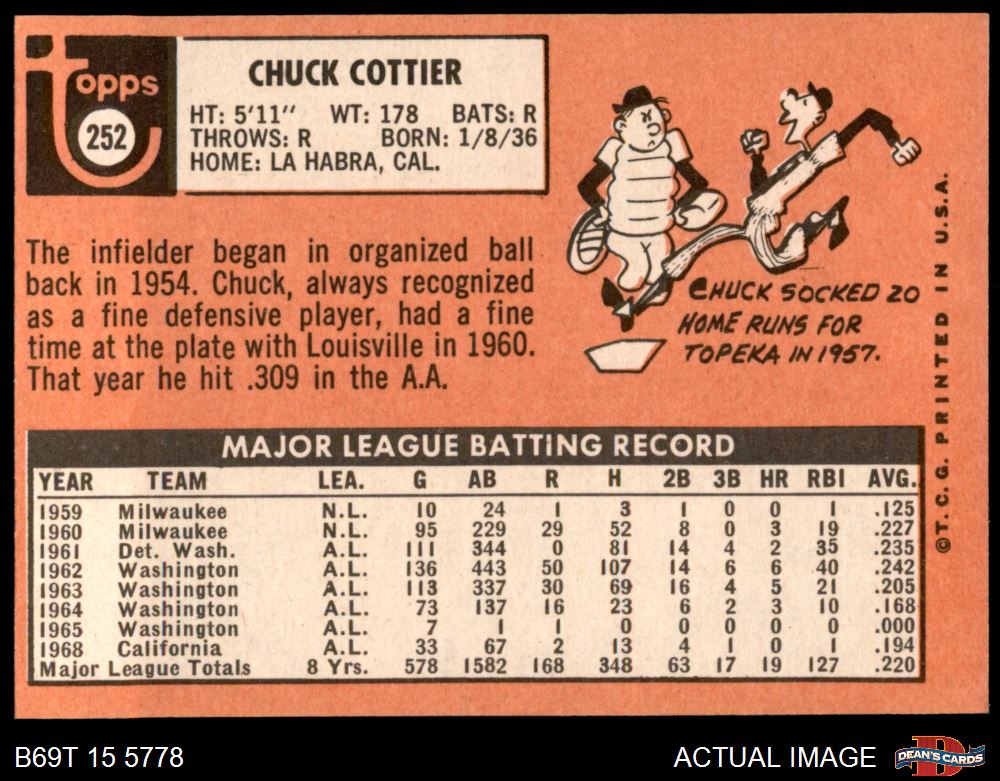 topps
252
CHUCK COTTIER
HT: 5'11" WT: 178 BATS: R
THROWS: R BORN: 1/8/36
HOME: LA HABRA, CAL.
The infielder began in organized ball
back in 1954. Chuck, always recognized
as a fine defensive player, had a fine
time at the plate with Louisville in 1960.
That year he hit .309 in the A.A.
CHUCK SOCKED 20
HOME RUNS FOR
TOPEKA IN 1957.
©T.C.G. PRINTED IN U.S.A.
MAJOR LEAGUE BATTING RECORD
YEAR TEAM LEA. G AB R H 2B 3B HR RBI AVG.
1959 Milwaukee N.L. 10 24 1 3 1 0 0 1 .125
1960 Milwaukee N.L. 95 229 29 52 8 0 3 19 .227
1961 Det. Wash. A.L. 111 344 0 81 14 4 2 35 .235
1962 Washington A.L. 136 443 50 107 14 6 6 40 .242
1963 Washington A.L. 113 337 30 69 16 4 5 21 .205
1964 Washington A.L. 73 137 16 23 6 2 3 10 .168
1965 Washington A.L. 7 1 1 0 0 0 0 0 .000
1968 California A.L. 33 67 2 13 4 1 0 1 .194
Major League Totals 8 Yrs. 578 1582 168 348 63 17 19 127 .220
B69T 15 5778
ACTUAL IMAGE
D
DEAN'S CARDS